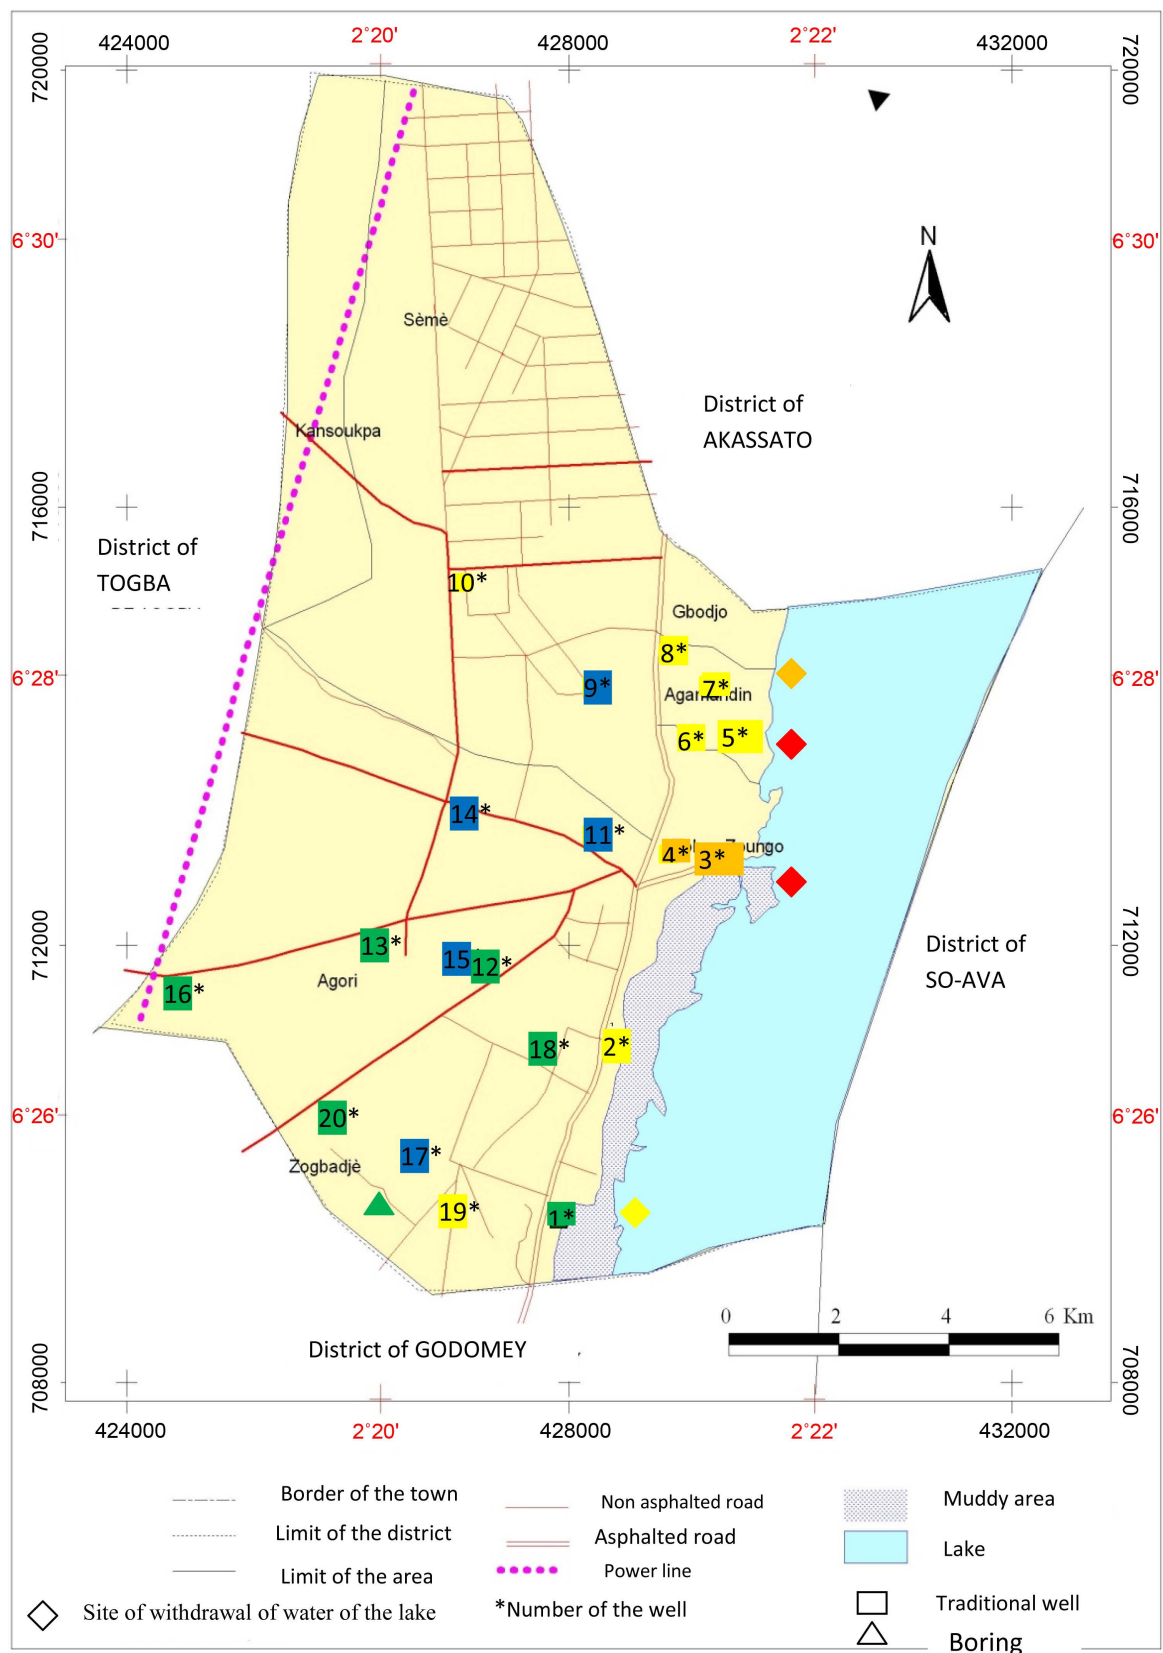 424000 2°20' 428000 2°22' 432000
720000 720000
6°30' 6°30'
N
Sèmè
District of
AKASSATO
Kansoukpa
716000 716000
District of
TOGBA
10*
Gbodjo
8*
6°28' 6°28'
9* 7*
6* 5*
14* 11*
4* 3*
712000 712000
13* 15 12*
District of
SO-AVA
Agori
16*
18* 2*
6°26' 6°26'
20*
17*
Zogbadjè
19* 1*
0 2 4 6 Km
District of GODOMEY
708000 708000
424000 2°20' 428000 2°22' 432000
Border of the town
Limit of the district
Limit of the area
Site of withdrawal of water of the lake
Non asphalted road
Asphalted road
Power line
*Number of the well
Muddy area
Lake
Traditional well
Boring